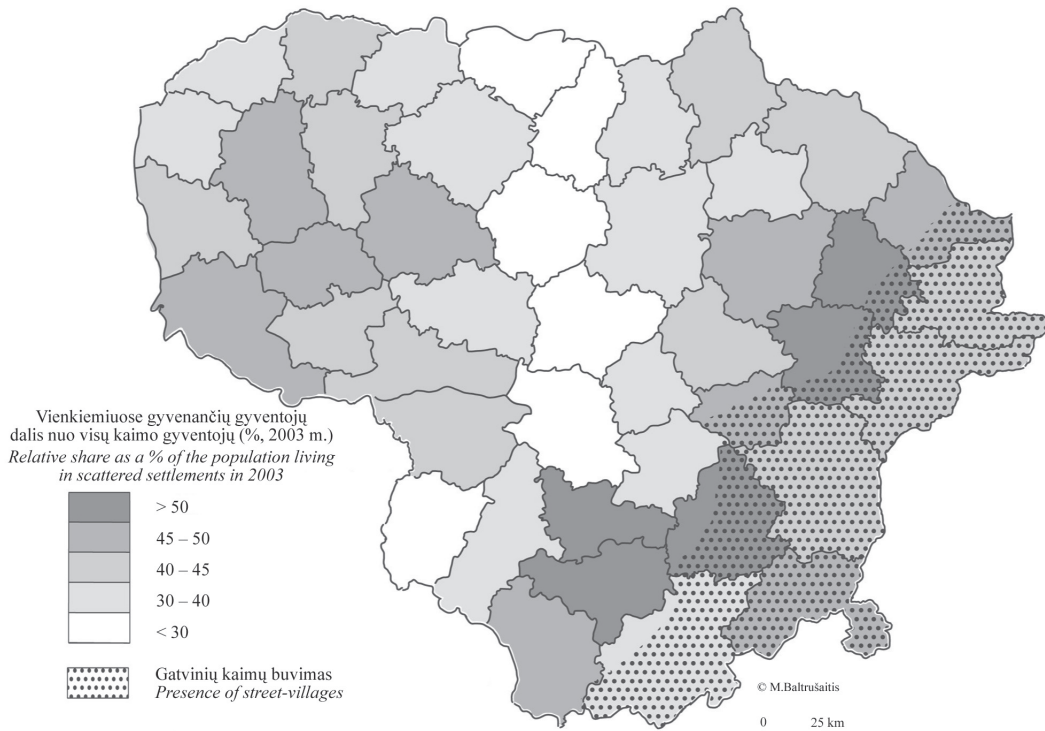 Vienkiemiuose gyvenančių gyventojų
dalis nuo visų kaimo gyventojų (%, 2003 m.)
Relative share as a % of the population living
in scattered settlements in 2003
> 50
45 – 50
40 – 45
30 – 40
< 30
Gatvinių kaimų buvimas
Presence of street-villages
© M.Baltrušaitis
0 25 km